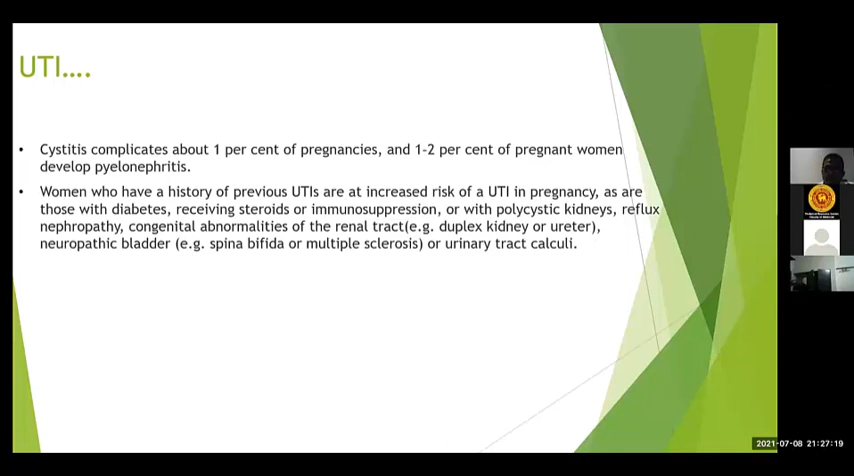 UTI....
• Cystitis complicates about 1 per cent of pregnancies, and 1-2 per cent of pregnant women
develop pyelonephritis.
• Women who have a history of previous UTIs are at increased risk of a UTI in pregnancy, as are
those with diabetes, receiving steroids or immunosuppression, or with polycystic kidneys, reflux
nephropathy, congenital abnormalities of the renal tract(e.g. duplex kidney or ureter),
neuropathic bladder (e.g. spina bifida or multiple sclerosis) or urinary tract calculi.
2021-07-08 21:27:19